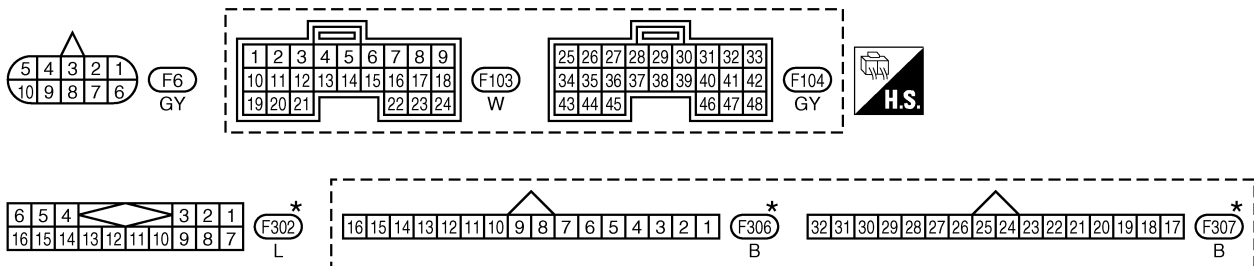 5 4 3 2 1
10 9 8 7 6
F6
GY
1 2 3 4 5 6 7 8 9
10 11 12 13 14 15 16 17 18
19 20 21 22 23 24
F103
W
25 26 27 28 29 30 31 32 33
34 35 36 37 38 39 40 41 42
43 44 45 46 47 48
F104
GY
H.S.
6 5 4 3 2 1
16 15 14 13 12 11 10 9 8 7
F302 *
L
16 15 14 13 12 11 10 9 8 7 6 5 4 3 2 1
F306 *
B
32 31 30 29 28 27 26 25 24 23 22 21 20 19 18 17
F307 *
B